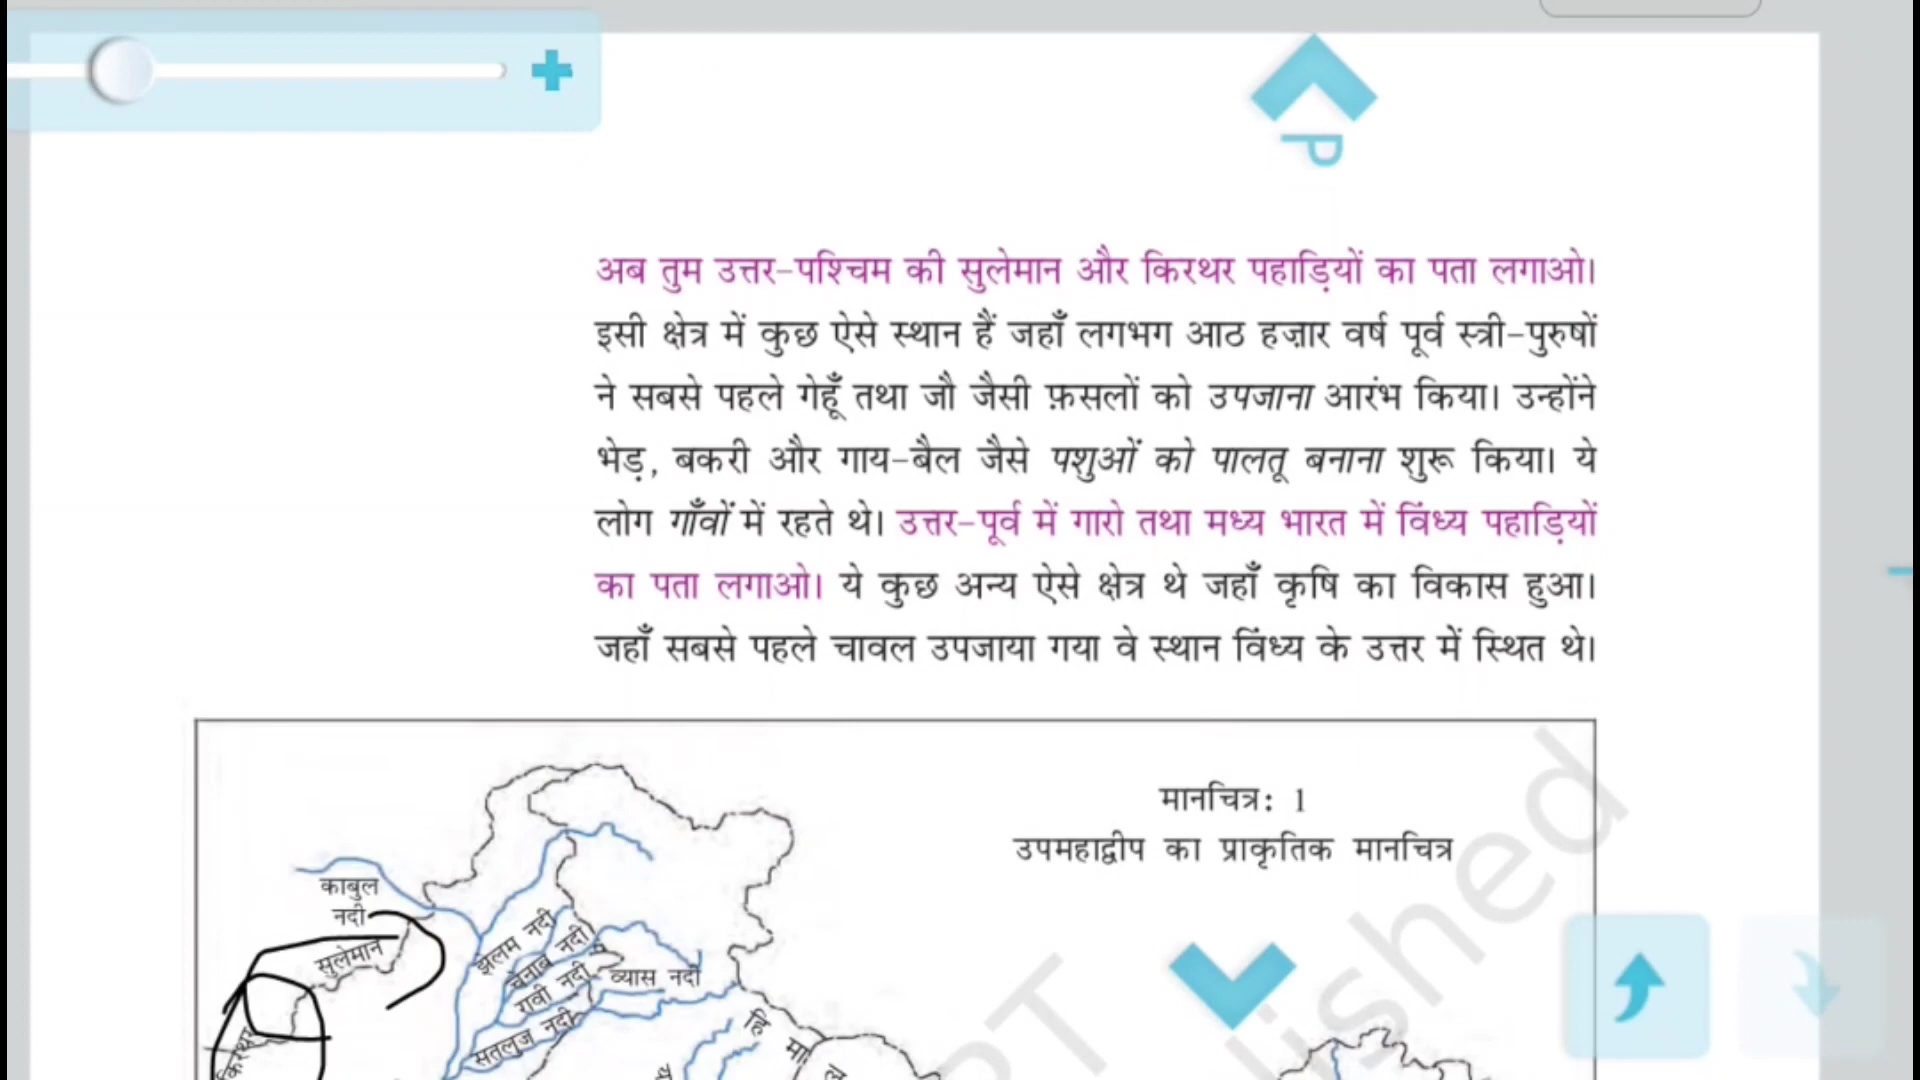 P
अब तुम उत्तर-पश्चिम की सुलेमान और किरथर पहाड़ियों का पता लगाओ।
इसी क्षेत्र में कुछ ऐसे स्थान हैं जहाँ लगभग आठ हज़ार वर्ष पूर्व स्त्री-पुरुषों
ने सबसे पहले गेहूँ तथा जौ जैसी फ़सलों को उपजाना आरंभ किया। उन्होंने
भेड़, बकरी और गाय-बैल जैसे पशुओं को पालतू बनाना शुरू किया। ये
लोग गाँवों में रहते थे। उत्तर-पूर्व में गारो तथा मध्य भारत में विंध्य पहाड़ियों
का पता लगाओ। ये कुछ अन्य ऐसे क्षेत्र थे जहाँ कृषि का विकास हुआ।
जहाँ सबसे पहले चावल उपजाया गया वे स्थान विंध्य के उत्तर में स्थित थे।
मानचित्र: 1
उपमहाद्वीप का प्राकृतिक मानचित्र
काबुल
नदी
सुलेमान
किरथर
झेलम नदी
चेनाब नदी
रावी नदी
व्यास नदी
सतलुज नदी
हि मा ल